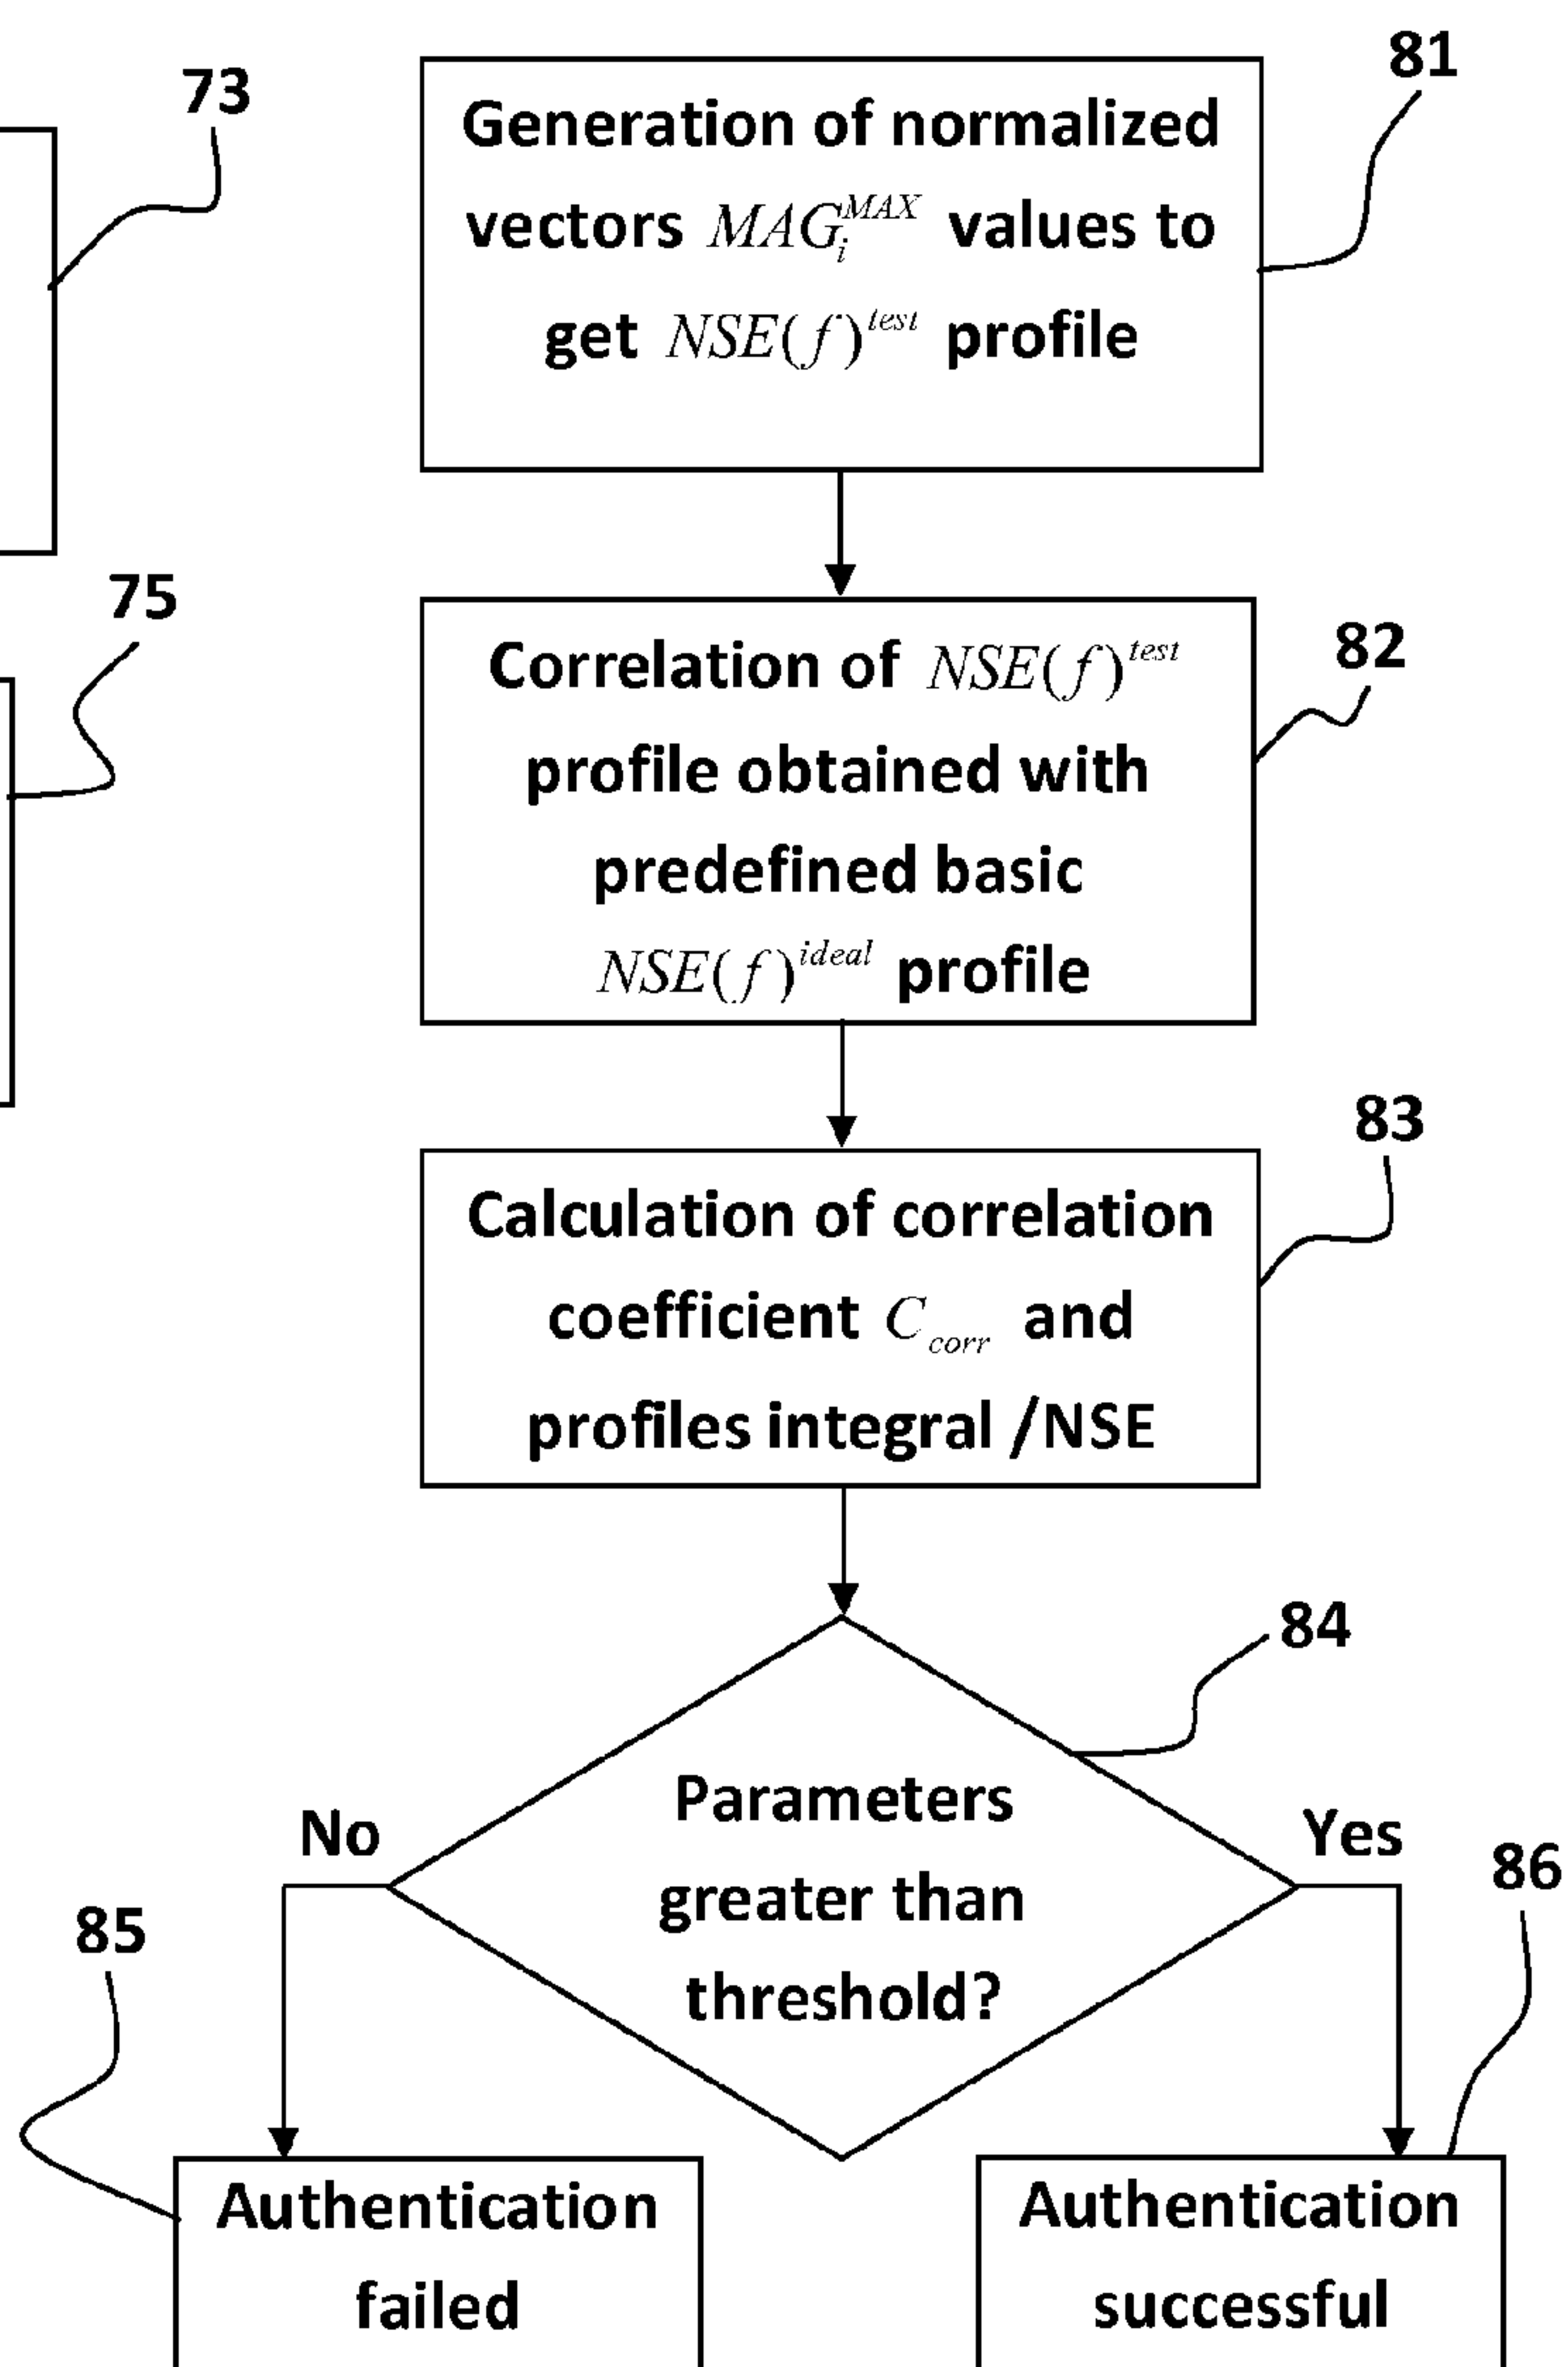 73
81
Generation of normalized
vectors MAG_i^MAX values to
get NSE(f)^test profile
75
82
Correlation of NSE(f)^test
profile obtained with
predefined basic
NSE(f)^ideal profile
83
Calculation of correlation
coefficient C_corr and
profiles integral /NSE
84
Parameters
greater than
threshold?
No
Yes
85
86
Authentication
failed
Authentication
successful